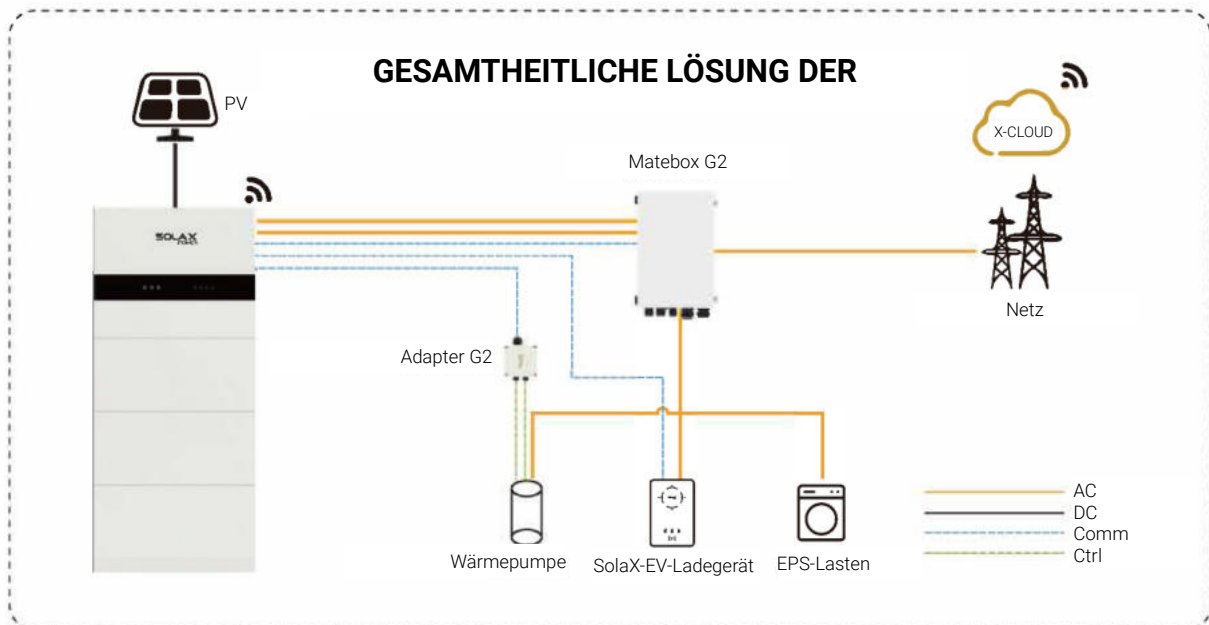 GESAMTHEITLICHE LÖSUNG DER
PV
X-CLOUD
Matebox G2
SOLAX
POWER
Netz
Adapter G2
AC
DC
Comm
Ctrl
Wärmepumpe
SolaX-EV-Ladegerät
EPS-Lasten